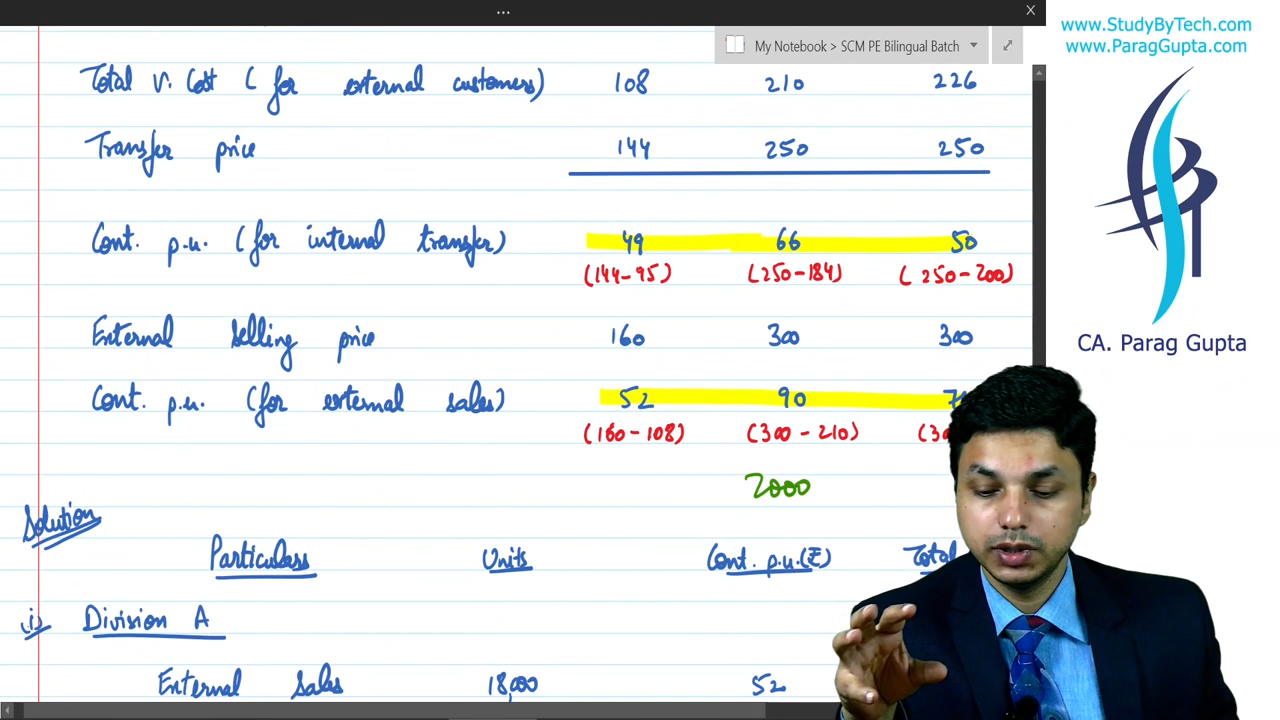 ...
X
www.StudyByTech.com
My Notebook > SCM PE Bilingual Batch
www.ParagGupta.com
Total V. Cost (for external customers) 108 210 226
Transfer price 144 250 250
Cont. p.u. (for internal transfer) 49 66 50
(144-95) (250-184) (250-200)
External selling price 160 300 300
CA. Parag Gupta
Cont. p.u. (for external sales) 52 90
(160-108) (300-210)
2000
Solution
Particulars Units Cont. p.u.(₹) Total
(i) Division A
External sales 18,000 52